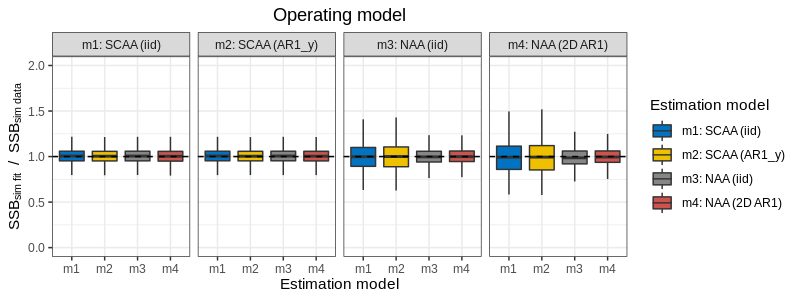 Operating model
m1: SCAA (iid)
m2: SCAA (AR1_y)
m3: NAA (iid)
m4: NAA (2D AR1)
SSBsim fit / SSBsim data
2.0
1.5
1.0
0.5
0.0
m1 m2 m3 m4
m1 m2 m3 m4
m1 m2 m3 m4
m1 m2 m3 m4
Estimation model
Estimation model
m1: SCAA (iid)
m2: SCAA (AR1_y)
m3: NAA (iid)
m4: NAA (2D AR1)